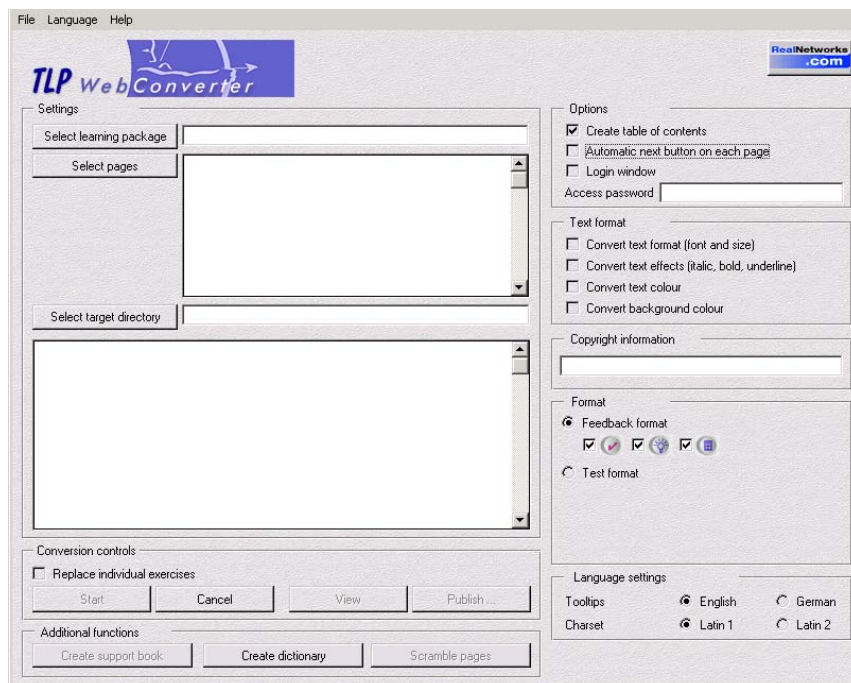 File Language Help
RealNetworks
.com
TLP WebConverter
Settings
Select learning package
Select pages
Select target directory
Conversion controls
Replace individual exercises
Start Cancel View Publish ...
Additional functions
Create support book Create dictionary Scramble pages
Options
Create table of contents
Automatic next button on each page
Login window
Access password
Text format
Convert text format (font and size)
Convert text effects (italic, bold, underline)
Convert text colour
Convert background colour
Copyright information
Format
Feedback format
Test format
Language settings
Tooltips English German
Charset Latin 1 Latin 2